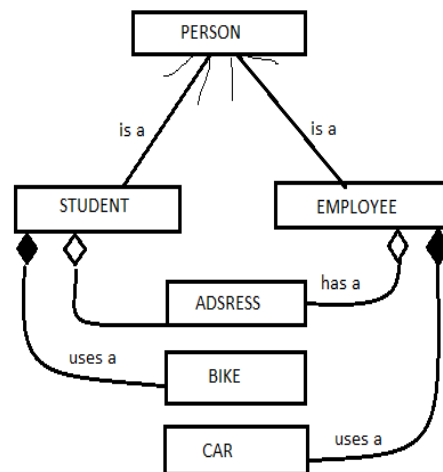 PERSON
is a
is a
STUDENT
EMPLOYEE
ADSRESS
has a
uses a
BIKE
CAR
uses a